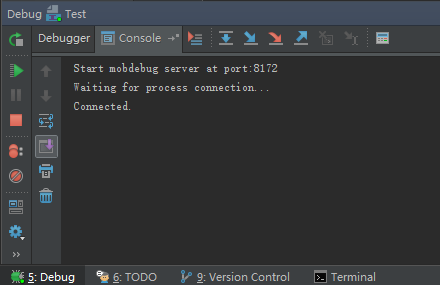 Debug Test
Debugger Console
Start mobdebug server at port:8172
Waiting for process connection...
Connected.
5: Debug 6: TODO 9: Version Control Terminal